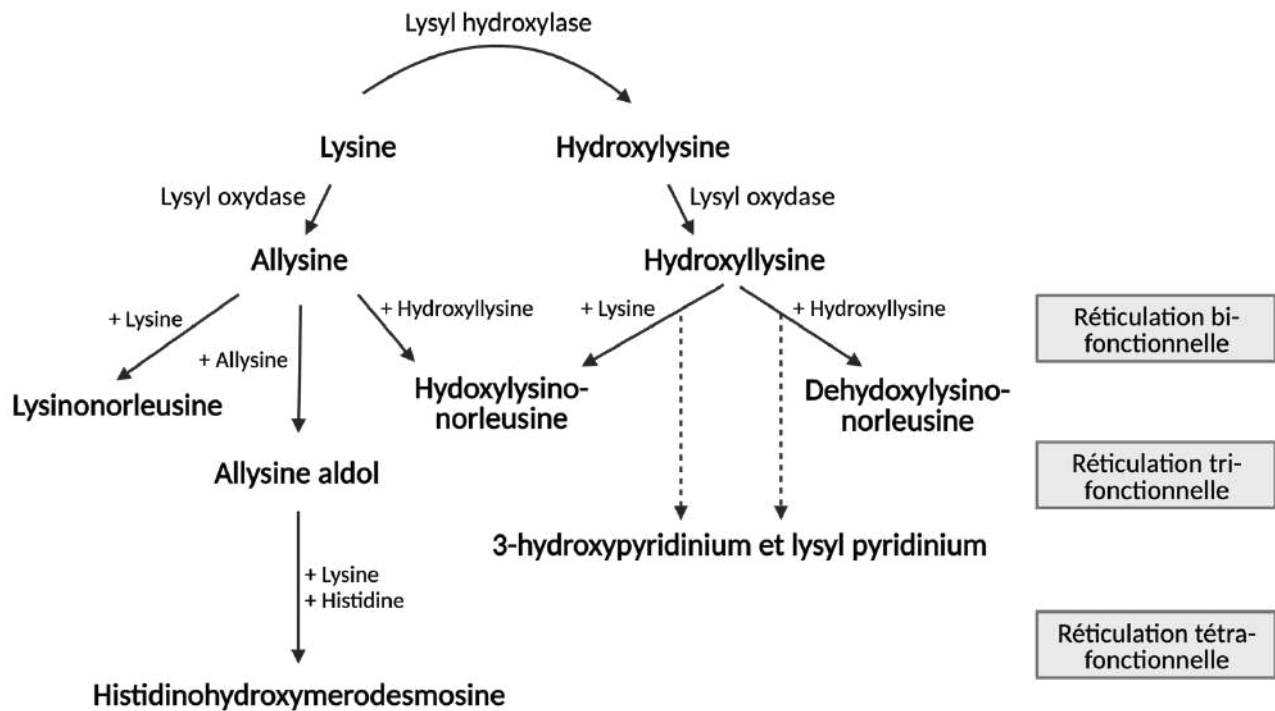 Lysyl hydroxylase
Lysine
Hydroxylysine
Lysyl oxydase
Lysyl oxydase
Allysine
Hydroxyllysine
+ Lysine
+ Allysine
+ Hydroxyllysine
+ Lysine
+ Hydroxyllysine
Réticulation bi-
fonctionnelle
Lysinonorleusine
Hydoxylysino-
norleusine
Dehydoxylysino-
norleusine
Allysine aldol
Réticulation tri-
fonctionnelle
3-hydroxypyridinium et lysyl pyridinium
+ Lysine
+ Histidine
Réticulation tétra-
fonctionnelle
Histidinohydroxymerodesmosine